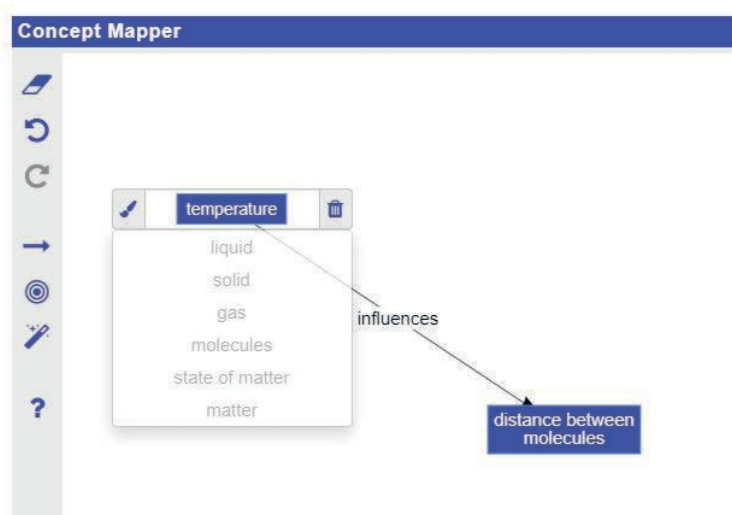 Concept Mapper
temperature
liquid
solid
gas
molecules
state of matter
matter
influences
distance between
molecules
?